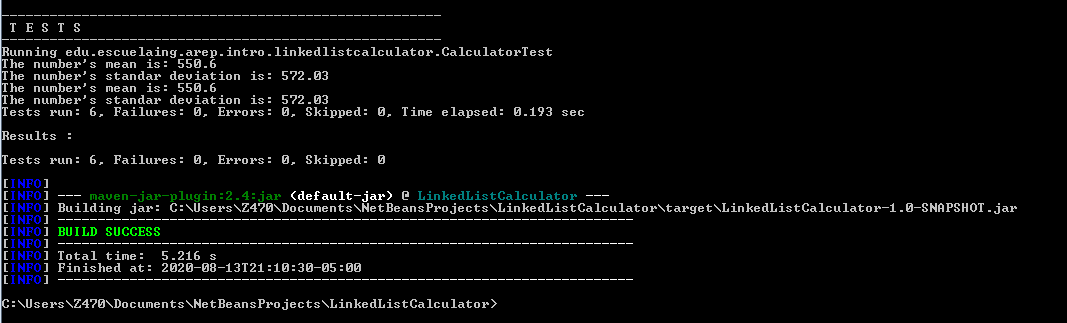 -------------------------------------------------------
 T E S T S
-------------------------------------------------------
Running edu.escuelaing.arep.intro.linkedlistcalculator.CalculatorTest
The number's mean is: 550.6
The number's standar deviation is: 572.03
The number's mean is: 550.6
The number's standar deviation is: 572.03
Tests run: 6, Failures: 0, Errors: 0, Skipped: 0, Time elapsed: 0.193 sec

Results :

Tests run: 6, Failures: 0, Errors: 0, Skipped: 0

[INFO]
[INFO] --- maven-jar-plugin:2.4:jar (default-jar) @ LinkedListCalculator ---
[INFO] Building jar: C:\Users\Z470\Documents\NetBeansProjects\LinkedListCalculator\target\LinkedListCalculator-1.0-SNAPSHOT.jar
[INFO] ------------------------------------------------------------------------
[INFO] BUILD SUCCESS
[INFO] ------------------------------------------------------------------------
[INFO] Total time:  5.216 s
[INFO] Finished at: 2020-08-13T21:10:30-05:00
[INFO] ------------------------------------------------------------------------

C:\Users\Z470\Documents\NetBeansProjects\LinkedListCalculator>